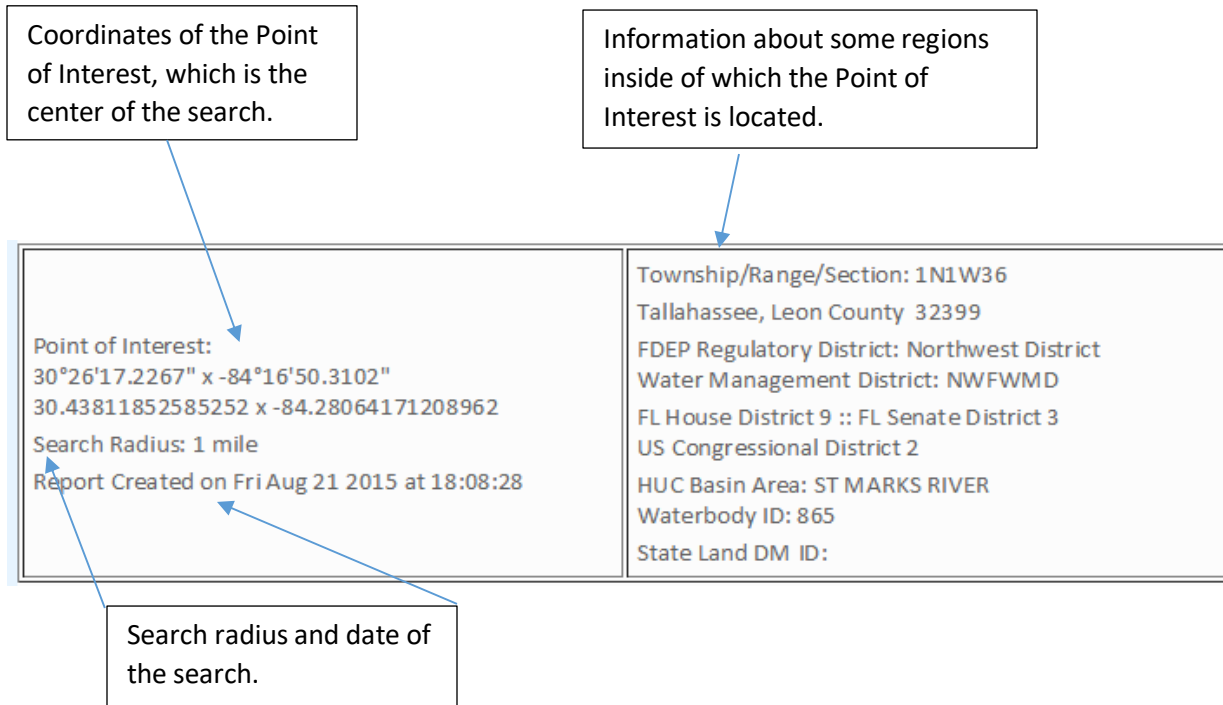 Coordinates of the Point
of Interest, which is the
center of the search.
Information about some regions
inside of which the Point of
Interest is located.
Point of Interest:
30°26'17.2267" x -84°16'50.3102"
30.43811852585252 x -84.28064171208962
Search Radius: 1 mile
Report Created on Fri Aug 21 2015 at 18:08:28
Township/Range/Section: 1N1W36
Tallahassee, Leon County  32399
FDEP Regulatory District: Northwest District
Water Management District: NWFWMD
FL House District 9 :: FL Senate District 3
US Congressional District 2
HUC Basin Area: ST MARKS RIVER
Waterbody ID: 865
State Land DM ID:
Search radius and date of
the search.